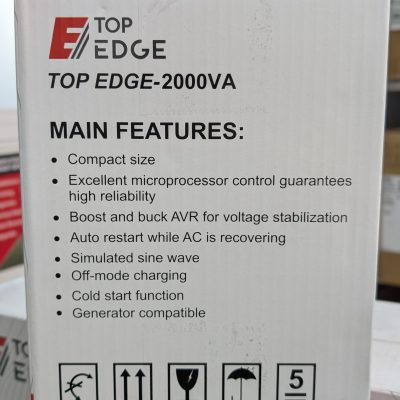 TOP
EDGE
TOP EDGE-2000VA
MAIN FEATURES:
• Compact size
• Excellent microprocessor control guarantees
high reliability
• Boost and buck AVR for voltage stabilization
• Auto restart while AC is recovering
• Simulated sine wave
• Off-mode charging
• Cold start function
• Generator compatible
TO
ED
5